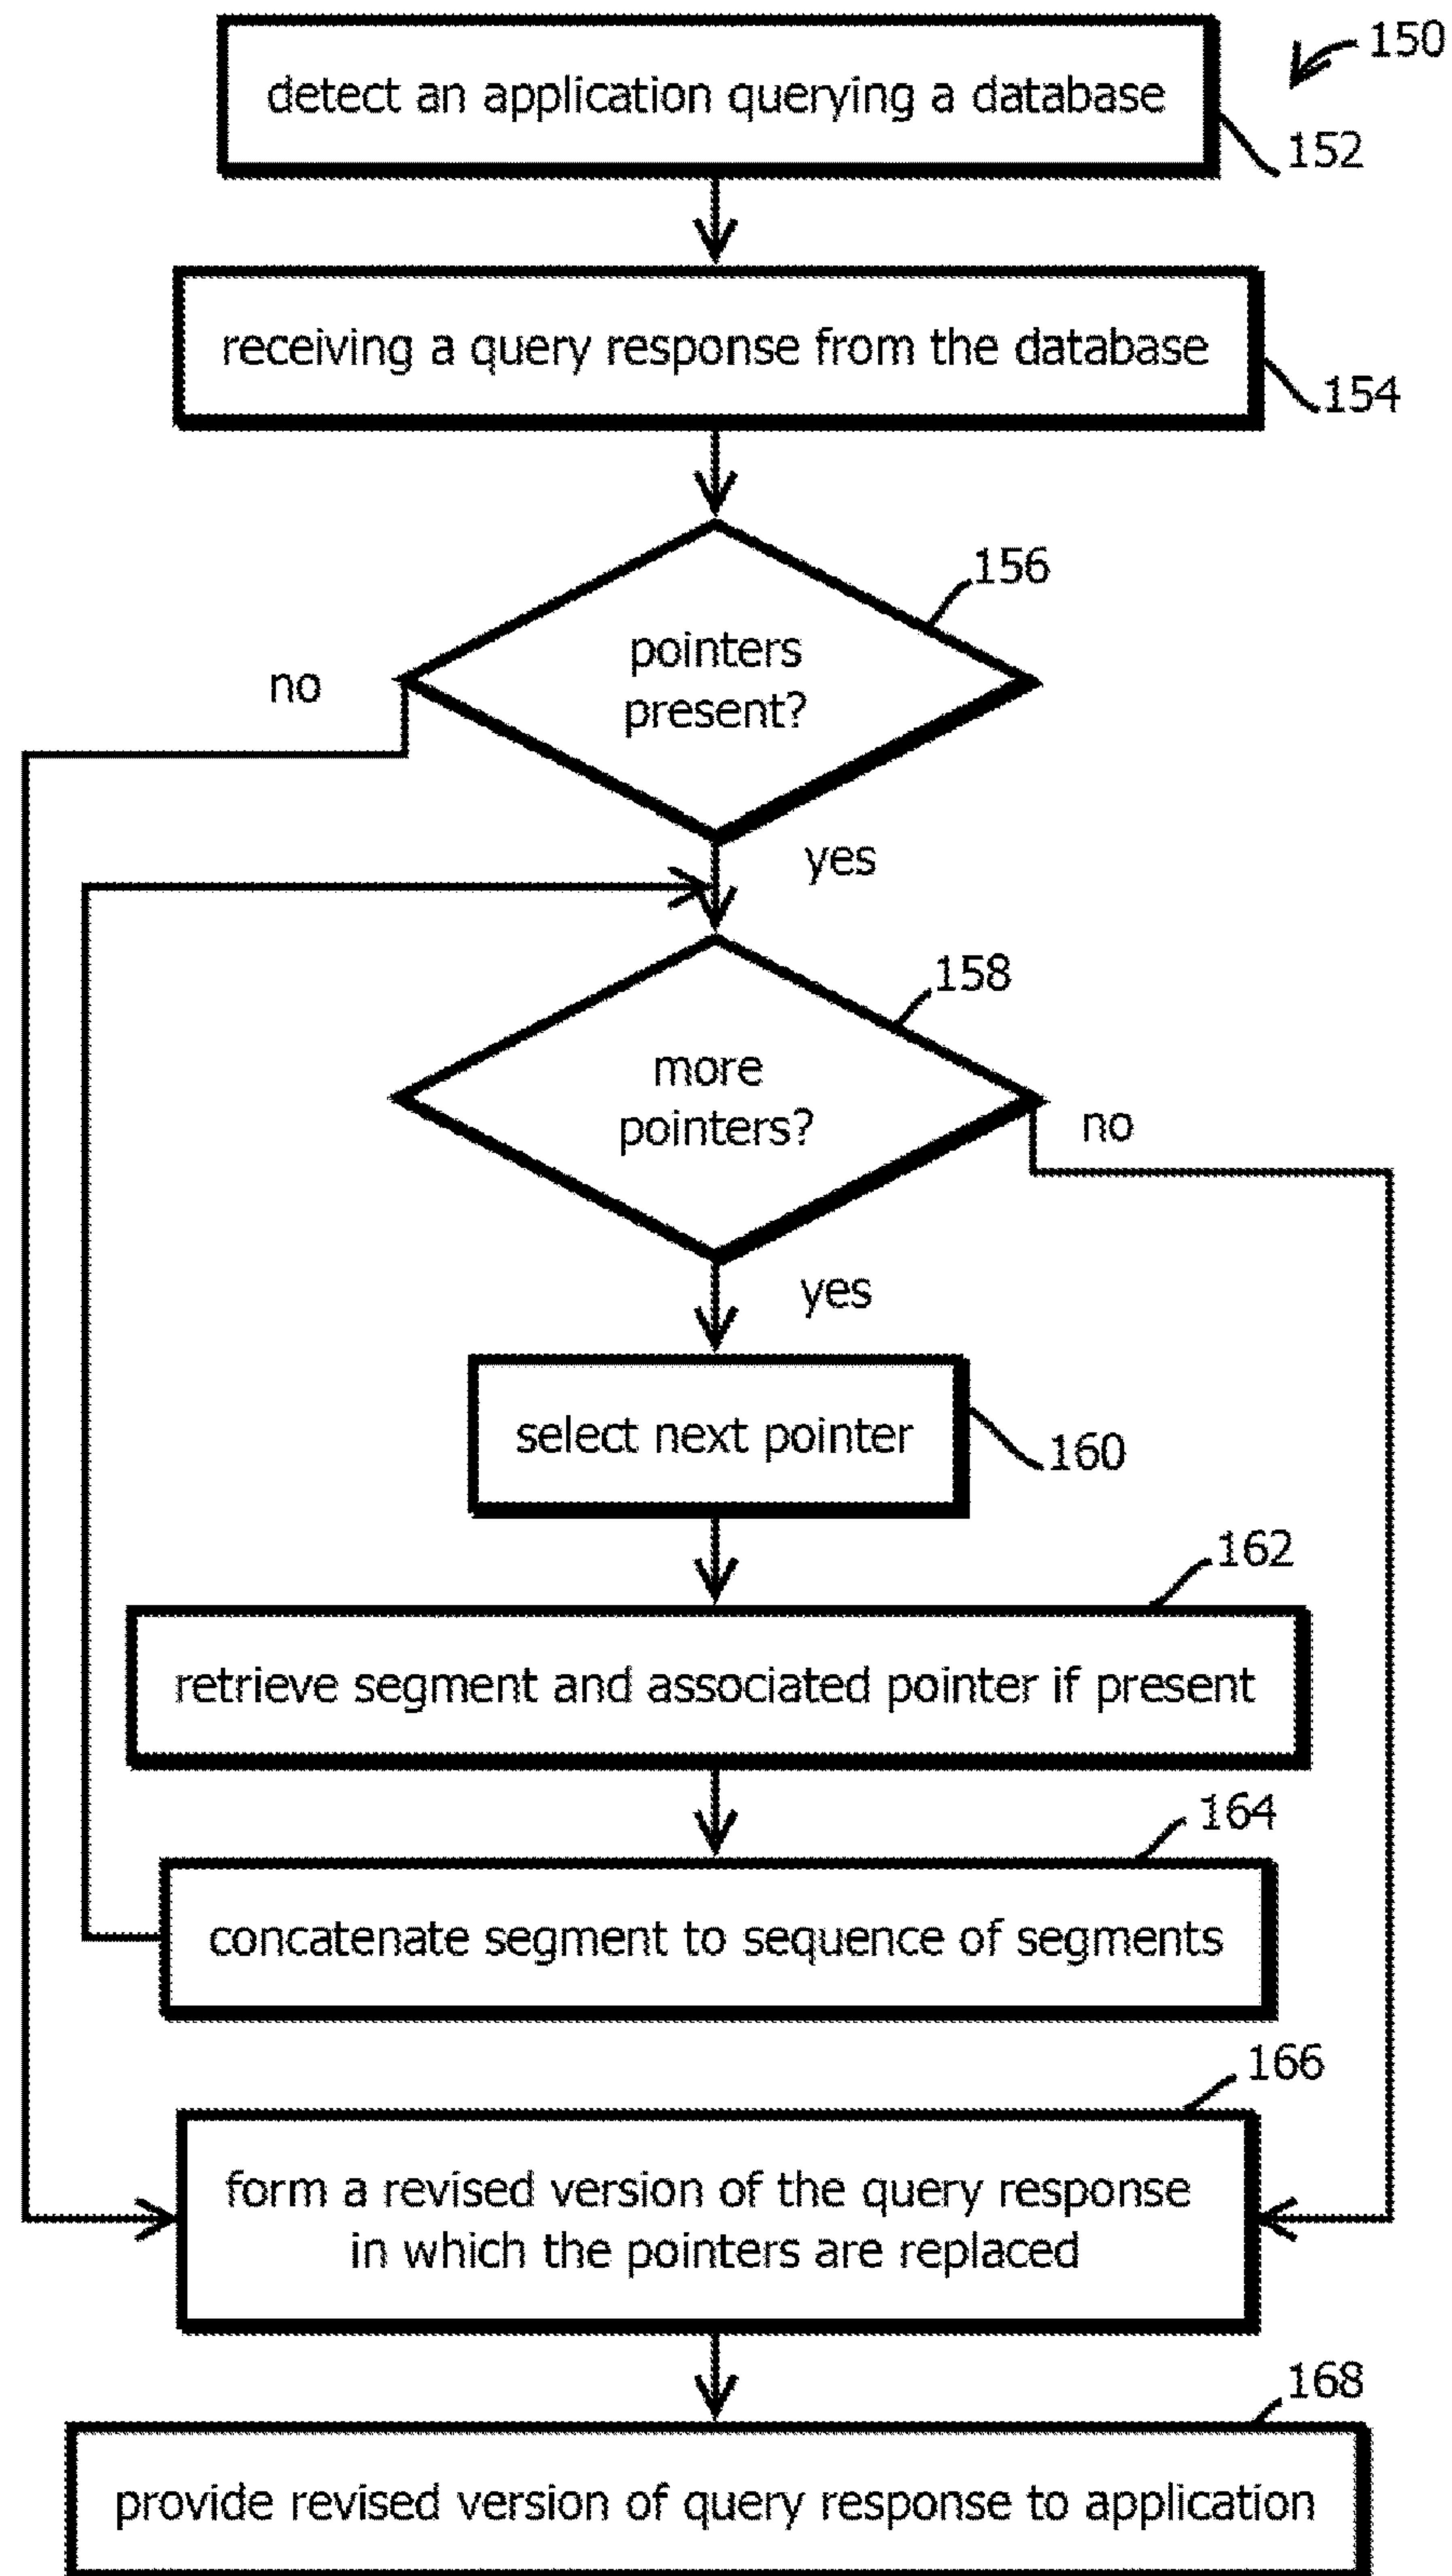 150
detect an application querying a database
152
receiving a query response from the database
154
156
pointers
present?
no
yes
158
more
pointers?
no
yes
select next pointer
160
162
retrieve segment and associated pointer if present
164
concatenate segment to sequence of segments
166
form a revised version of the query response
in which the pointers are replaced
168
provide revised version of query response to application